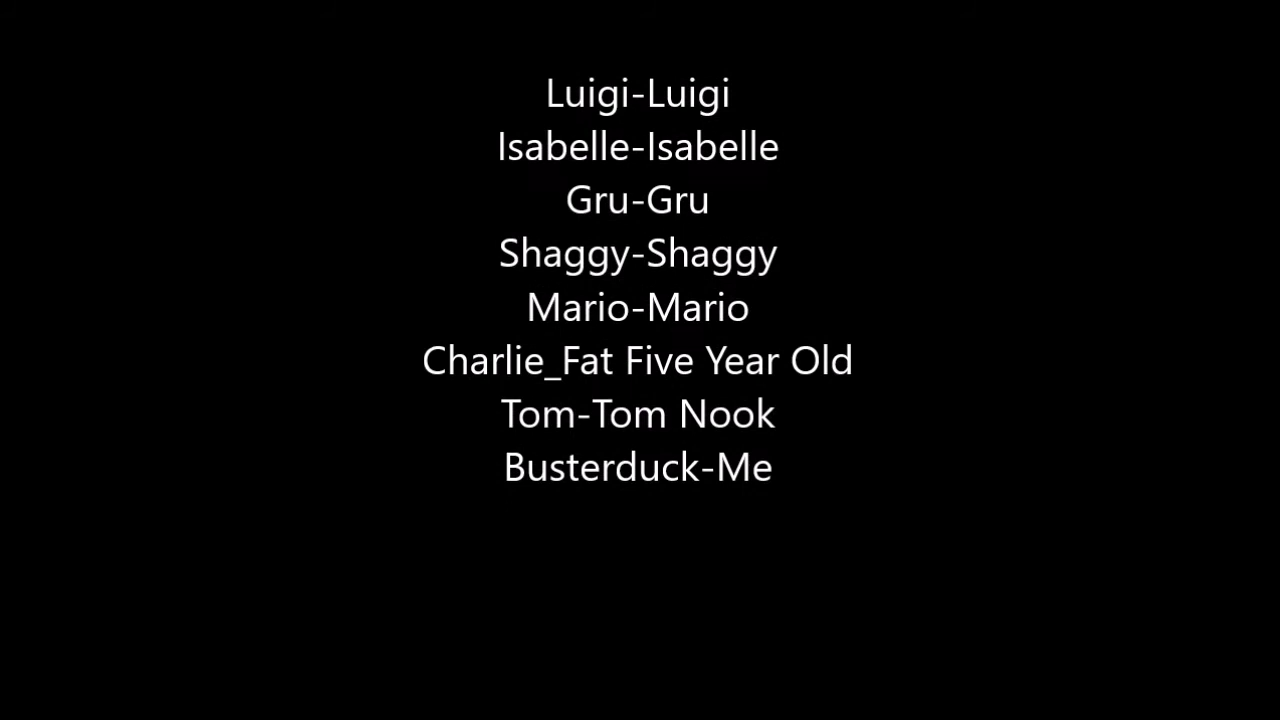 Luigi-Luigi
Isabelle-Isabelle
Gru-Gru
Shaggy-Shaggy
Mario-Mario
Charlie_Fat Five Year Old
Tom-Tom Nook
Busterduck-Me